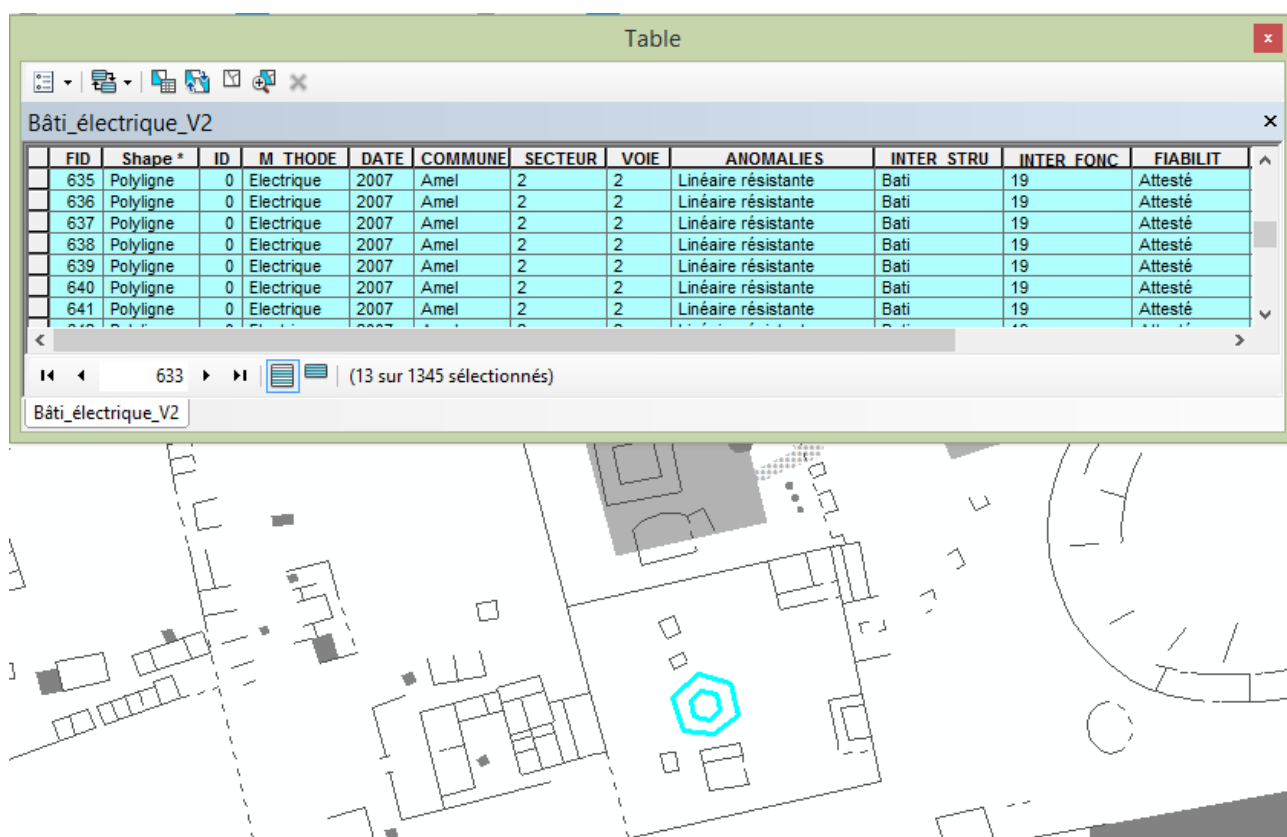 Table
Bâti_électrique_V2
FID Shape * ID M_THODE DATE COMMUNE SECTEUR VOIE ANOMALIES INTER_STRU INTER_FONC FIABILIT
635 Polyligne 0 Electrique 2007 Amel 2 2 Linéaire résistante Bati 19 Attesté
636 Polyligne 0 Electrique 2007 Amel 2 2 Linéaire résistante Bati 19 Attesté
637 Polyligne 0 Electrique 2007 Amel 2 2 Linéaire résistante Bati 19 Attesté
638 Polyligne 0 Electrique 2007 Amel 2 2 Linéaire résistante Bati 19 Attesté
639 Polyligne 0 Electrique 2007 Amel 2 2 Linéaire résistante Bati 19 Attesté
640 Polyligne 0 Electrique 2007 Amel 2 2 Linéaire résistante Bati 19 Attesté
641 Polyligne 0 Electrique 2007 Amel 2 2 Linéaire résistante Bati 19 Attesté
633 (13 sur 1345 sélectionnés)
Bâti_électrique_V2